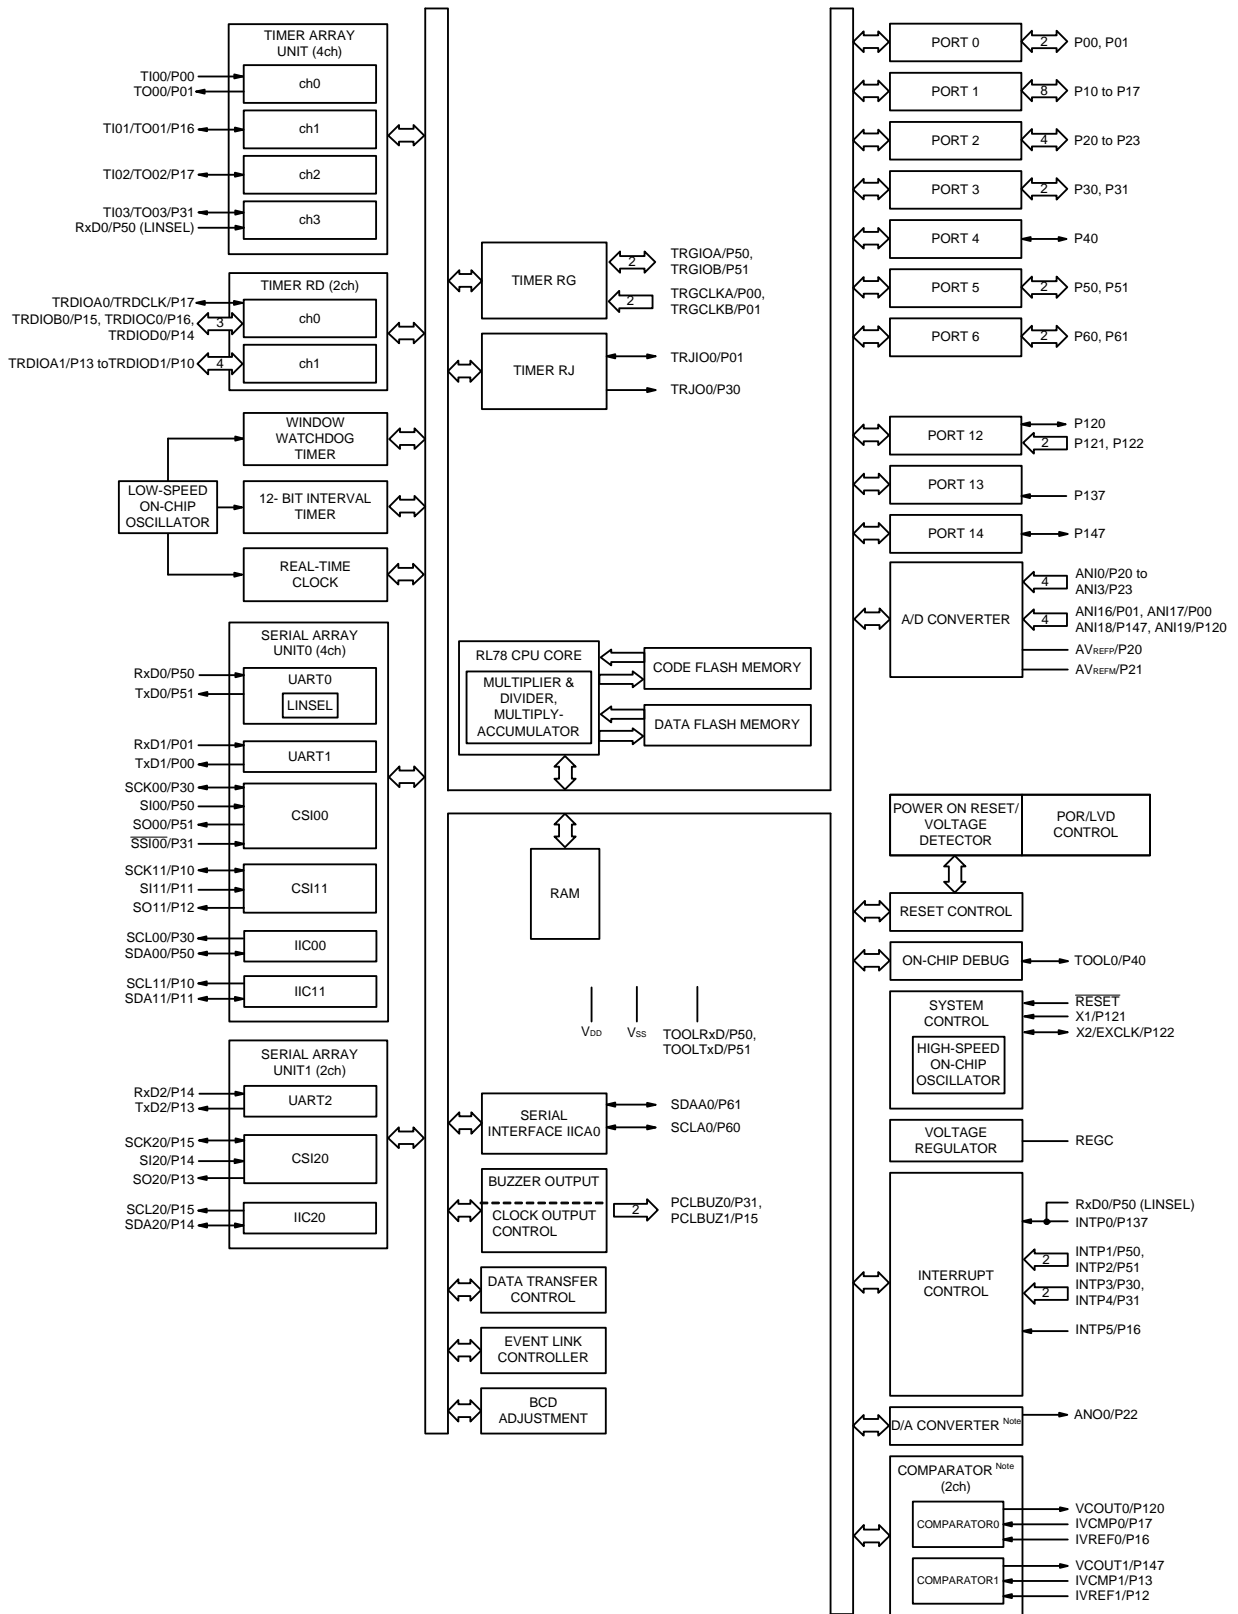 TIMER ARRAY
UNIT (4ch)
TI00/P00
TO00/P01
ch0
TI01/TO01/P16
ch1
TI02/TO02/P17
ch2
TI03/TO03/P31
RxD0/P50 (LINSEL)
ch3
TIMER RD (2ch)
TRDIOA0/TRDCLK/P17
TRDIOB0/P15, TRDIOC0/P16,
TRDIOD0/P14
3
ch0
TRDIOA1/P13 toTRDIOD1/P10
4
ch1
WINDOW
WATCHDOG
TIMER
LOW-SPEED
ON-CHIP
OSCILLATOR
12- BIT INTERVAL
TIMER
REAL-TIME
CLOCK
SERIAL ARRAY
UNIT0 (4ch)
RxD0/P50
TxD0/P51
UART0
LINSEL
RxD1/P01
TxD1/P00
UART1
SCK00/P30
SI00/P50
SO00/P51
SSI00/P31
CSI00
SCK11/P10
SI11/P11
SO11/P12
CSI11
SCL00/P30
SDA00/P50
IIC00
SCL11/P10
SDA11/P11
IIC11
SERIAL ARRAY
UNIT1 (2ch)
RxD2/P14
TxD2/P13
UART2
SCK20/P15
SI20/P14
SO20/P13
CSI20
SCL20/P15
SDA20/P14
IIC20
TIMER RG
2
TRGIOA/P50,
TRGIOB/P51
2
TRGCLKA/P00,
TRGCLKB/P01
TIMER RJ
TRJIO0/P01
TRJO0/P30
RL78 CPU CORE
MULTIPLIER &
DIVIDER,
MULTIPLY-
ACCUMULATOR
CODE FLASH MEMORY
DATA FLASH MEMORY
RAM
VDD
VSS
TOOLRxD/P50,
TOOLTxD/P51
SERIAL
INTERFACE IICA0
SDAA0/P61
SCLA0/P60
BUZZER OUTPUT
CLOCK OUTPUT
CONTROL
2
PCLBUZ0/P31,
PCLBUZ1/P15
DATA TRANSFER
CONTROL
EVENT LINK
CONTROLLER
BCD
ADJUSTMENT
PORT 0
2
P00, P01
PORT 1
8
P10 to P17
PORT 2
4
P20 to P23
PORT 3
2
P30, P31
PORT 4
P40
PORT 5
2
P50, P51
PORT 6
2
P60, P61
PORT 12
P120
2
P121, P122
PORT 13
P137
PORT 14
P147
A/D CONVERTER
4
ANI0/P20 to
ANI3/P23
4
ANI16/P01, ANI17/P00
ANI18/P147, ANI19/P120
AVREFP/P20
AVREFM/P21
POWER ON RESET/
VOLTAGE
DETECTOR
POR/LVD
CONTROL
RESET CONTROL
ON-CHIP DEBUG
TOOL0/P40
SYSTEM
CONTROL
HIGH-SPEED
ON-CHIP
OSCILLATOR
RESET
X1/P121
X2/EXCLK/P122
VOLTAGE
REGULATOR
REGC
INTERRUPT
CONTROL
RxD0/P50 (LINSEL)
INTP0/P137
2
INTP1/P50,
INTP2/P51
2
INTP3/P30,
INTP4/P31
INTP5/P16
D/A CONVERTER Note
ANO0/P22
COMPARATOR Note
(2ch)
COMPARATOR0
VCOUT0/P120
IVCMP0/P17
IVREF0/P16
COMPARATOR1
VCOUT1/P147
IVCMP1/P13
IVREF1/P12